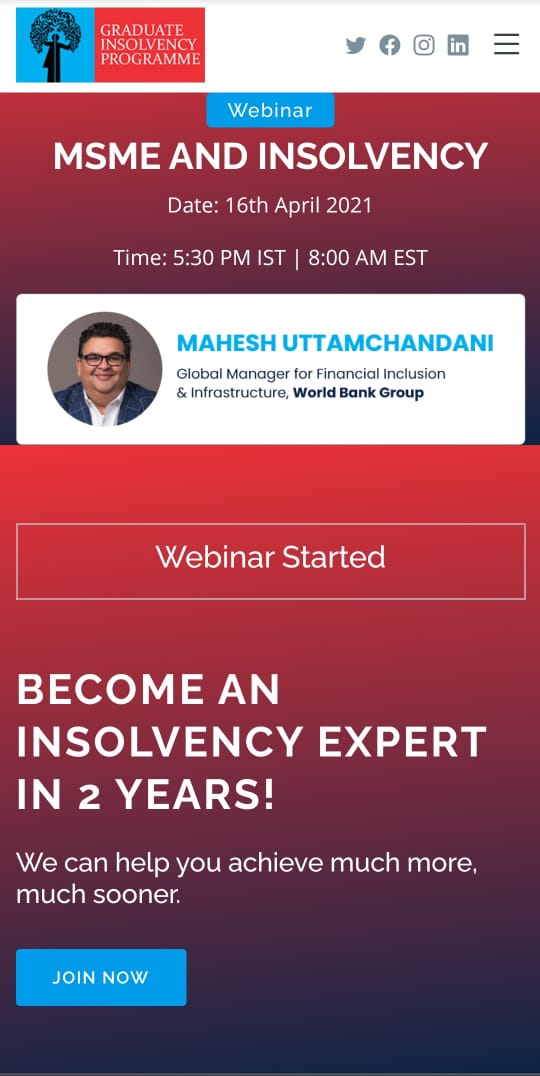 GRADUATE
INSOLVENCY
PROGRAMME
Webinar
MSME AND INSOLVENCY
Date: 16th April 2021
Time: 5:30 PM IST | 8:00 AM EST
MAHESH UTTAMCHANDANI
Global Manager for Financial Inclusion
& Infrastructure, World Bank Group
Webinar Started
BECOME AN
INSOLVENCY EXPERT
IN 2 YEARS!
We can help you achieve much more,
much sooner.
JOIN NOW